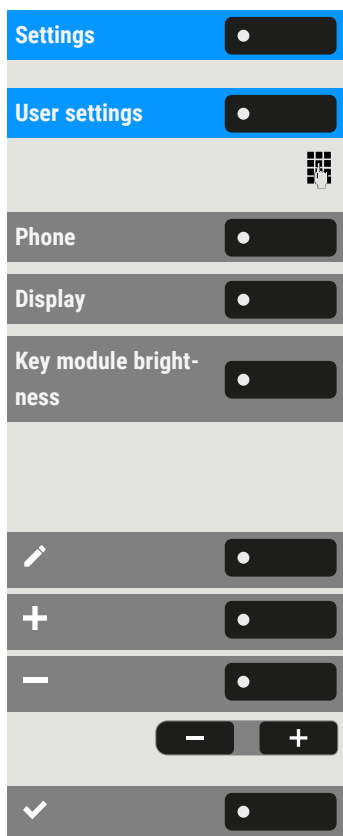 Settings
User settings
Phone
Display
Key module bright-
ness